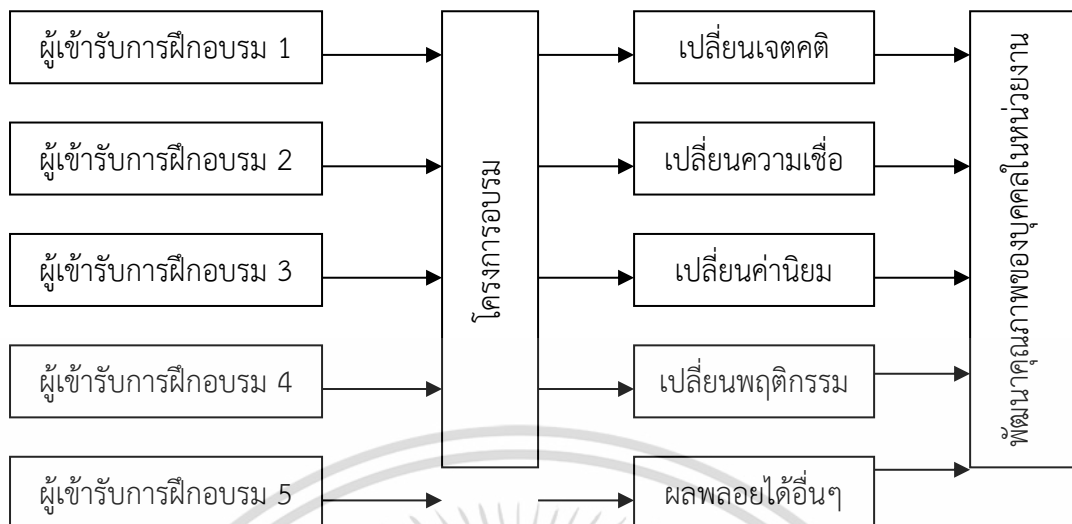 ผู้เข้ารับการฝึกอบรม 1
ผู้เข้ารับการฝึกอบรม 2
ผู้เข้ารับการฝึกอบรม 3
ผู้เข้ารับการฝึกอบรม 4
ผู้เข้ารับการฝึกอบรม 5
โครงการอบรม
เปลี่ยนเจตคติ
เปลี่ยนความเชื่อ
เปลี่ยนค่านิยม
เปลี่ยนพฤติกรรม
ผลพลอยได้อื่นๆ
พัฒนาคุณภาพของบุคคลในหน่วยงาน